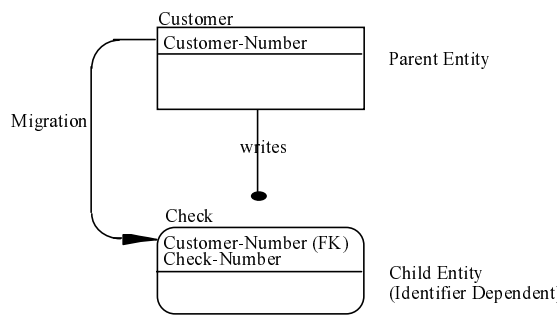 Customer
Customer-Number
Parent Entity
Migration
writes
Check
Customer-Number (FK)
Check-Number
Child Entity
(Identifier Dependent)